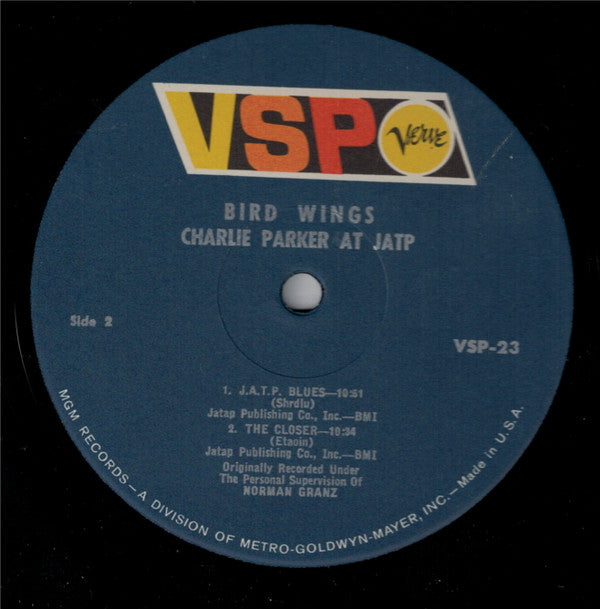 VSP Verve
BIRD WINGS
CHARLIE PARKER AT JATP
Side 2
VSP-23
1. J.A.T.P. BLUES—10:51
(Shrdlu)
Jatap Publishing Co., Inc.—BMI
2. THE CLOSER—10:34
(Etaoin)
Jatap Publishing Co., Inc.—BMI
Originally Recorded Under
The Personal Supervision Of
NORMAN GRANZ
MGM RECORDS—A DIVISION OF METRO-GOLDWYN-MAYER, INC.—Made in U.S.A.